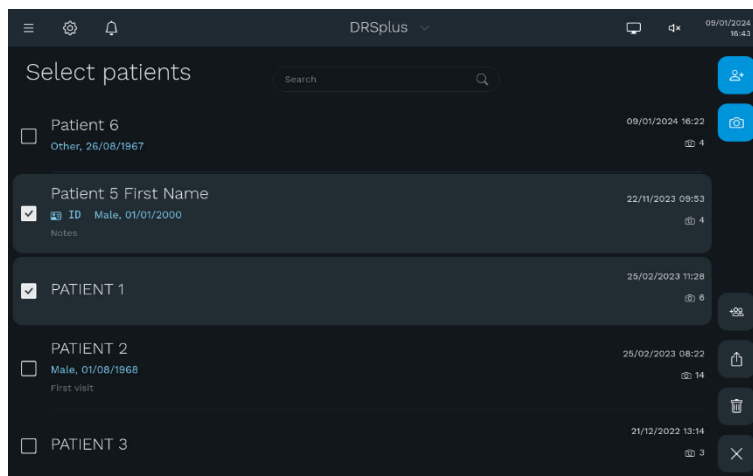 DRSplus
09/01/2024
16:43
Select patients
Search
Patient 6
09/01/2024 16:22
Other, 26/08/1967
4
Patient 5 First Name
22/11/2023 09:53
ID Male, 01/01/2000
4
Notes
25/02/2023 11:28
PATIENT 1
6
PATIENT 2
25/02/2023 08:22
Male, 01/08/1968
14
First visit
21/12/2022 13:14
PATIENT 3
3